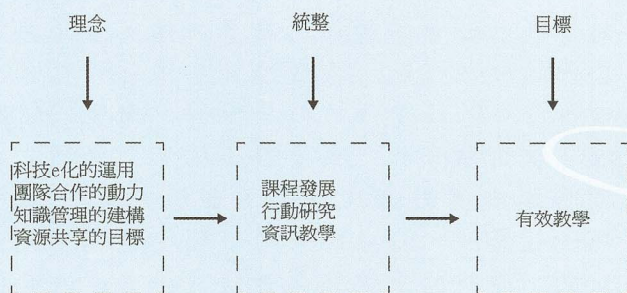 理念
統整
目標
科技e化的運用
團隊合作的動力
知識管理的建構
資源共享的目標
課程發展
行動研究
資訊教學
有效教學